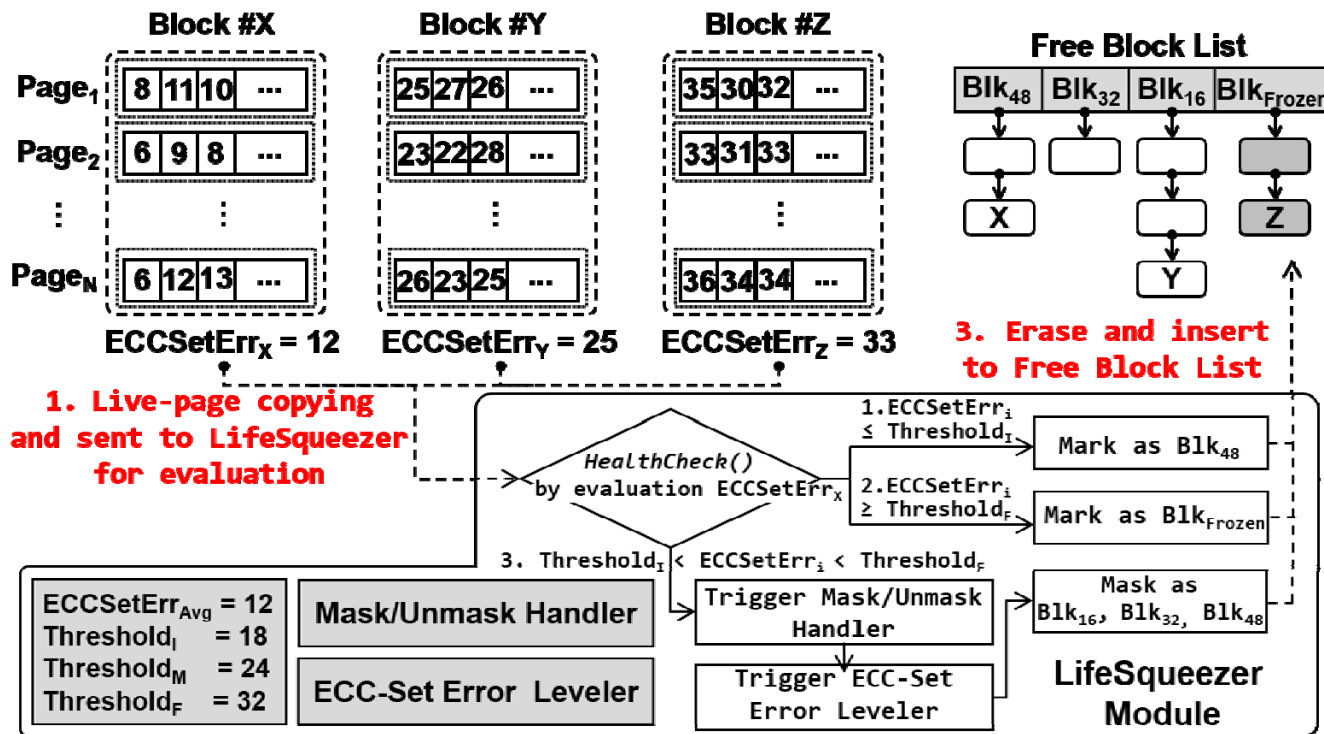 Block #X Block #Y Block #Z
Free Block List
Page1 8 11 10 ... 25 27 26 ... 35 30 32 ...
Blk48 Blk32 Blk16 BlkFrozen
Page2 6 9 8 ... 23 22 28 ... 33 31 33 ...
⋮ ⋮ ⋮ ⋮
X Z
PageN 6 12 13 ... 26 23 25 ... 36 34 34 ...
Y
ECCSetErrX = 12 ECCSetErrY = 25 ECCSetErrZ = 33
3. Erase and insert
to Free Block List
1. Live-page copying
and sent to LifeSqueezer
for evaluation
HealthCheck()
by evaluation ECCSetErrX
1.ECCSetErri
≤ ThresholdI
Mark as Blk48
2.ECCSetErri
≥ ThresholdF
Mark as BlkFrozen
3. ThresholdI < ECCSetErri < ThresholdF
ECCSetErrAvg = 12
ThresholdI = 18
ThresholdM = 24
ThresholdF = 32
Mask/Unmask Handler
ECC-Set Error Leveler
Trigger Mask/Unmask
Handler
Trigger ECC-Set
Error Leveler
Mask as
Blk16, Blk32, Blk48
LifeSqueezer
Module